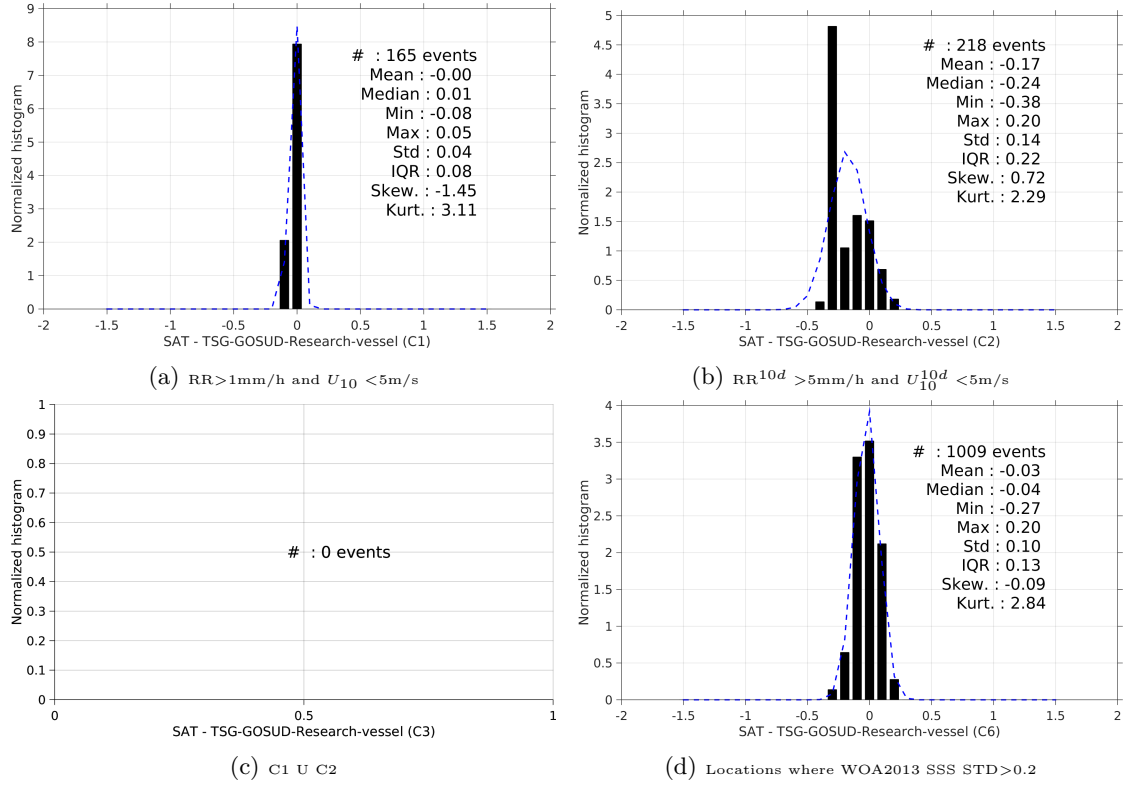 9
8
7
6
5
4
3
2
1
0
Normalized histogram
# : 165 events
Mean : -0.00
Median : 0.01
Min : -0.08
Max : 0.05
Std : 0.04
IQR : 0.08
Skew. : -1.45
Kurt. : 3.11
-2 -1.5 -1 -0.5 0 0.5 1 1.5 2
SAT - TSG-GOSUD-Research-vessel (C1)
(a) RR>1mm/h and U10 <5m/s
5
4.5
4
3.5
3
2.5
2
1.5
1
0.5
0
Normalized histogram
# : 218 events
Mean : -0.17
Median : -0.24
Min : -0.38
Max : 0.20
Std : 0.14
IQR : 0.22
Skew. : 0.72
Kurt. : 2.29
-2 -1.5 -1 -0.5 0 0.5 1 1.5 2
SAT - TSG-GOSUD-Research-vessel (C2)
(b) RR10d >5mm/h and U10d10 <5m/s
1
0.9
0.8
0.7
0.6
0.5
0.4
0.3
0.2
0.1
0
Normalized histogram
# : 0 events
0 0.5 1
SAT - TSG-GOSUD-Research-vessel (C3)
(c) C1 U C2
4
3.5
3
2.5
2
1.5
1
0.5
0
Normalized histogram
# : 1009 events
Mean : -0.03
Median : -0.04
Min : -0.27
Max : 0.20
Std : 0.10
IQR : 0.13
Skew. : -0.09
Kurt. : 2.84
-2 -1.5 -1 -0.5 0 0.5 1 1.5 2
SAT - TSG-GOSUD-Research-vessel (C6)
(d) Locations where WOA2013 SSS STD>0.2